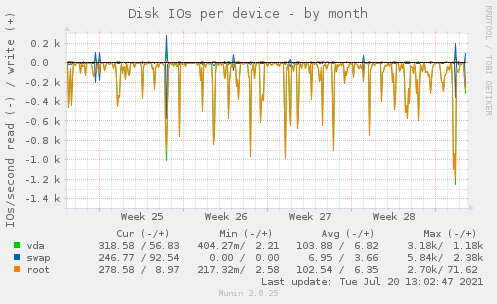 Disk IOs per device - by month
RRDTOOL / TOBI OETIKER
IOs/second read (-) / write (+)
0.2 k
0.0
-0.2 k
-0.4 k
-0.6 k
-0.8 k
-1.0 k
-1.2 k
-1.4 k
Week 25 Week 26 Week 27 Week 28
Cur (-/+) Min (-/+) Avg (-/+) Max (-/+)
vda 318.58 / 56.83 404.27m/ 2.21 103.88 / 6.82 3.18k/ 1.18k
swap 246.77 / 92.54 0.00 / 0.00 6.95 / 3.66 5.84k/ 2.38k
root 278.58 / 8.97 217.32m/ 2.58 102.54 / 6.35 2.70k/ 71.62
Last update: Tue Jul 20 13:02:47 2021
Munin 2.0.25